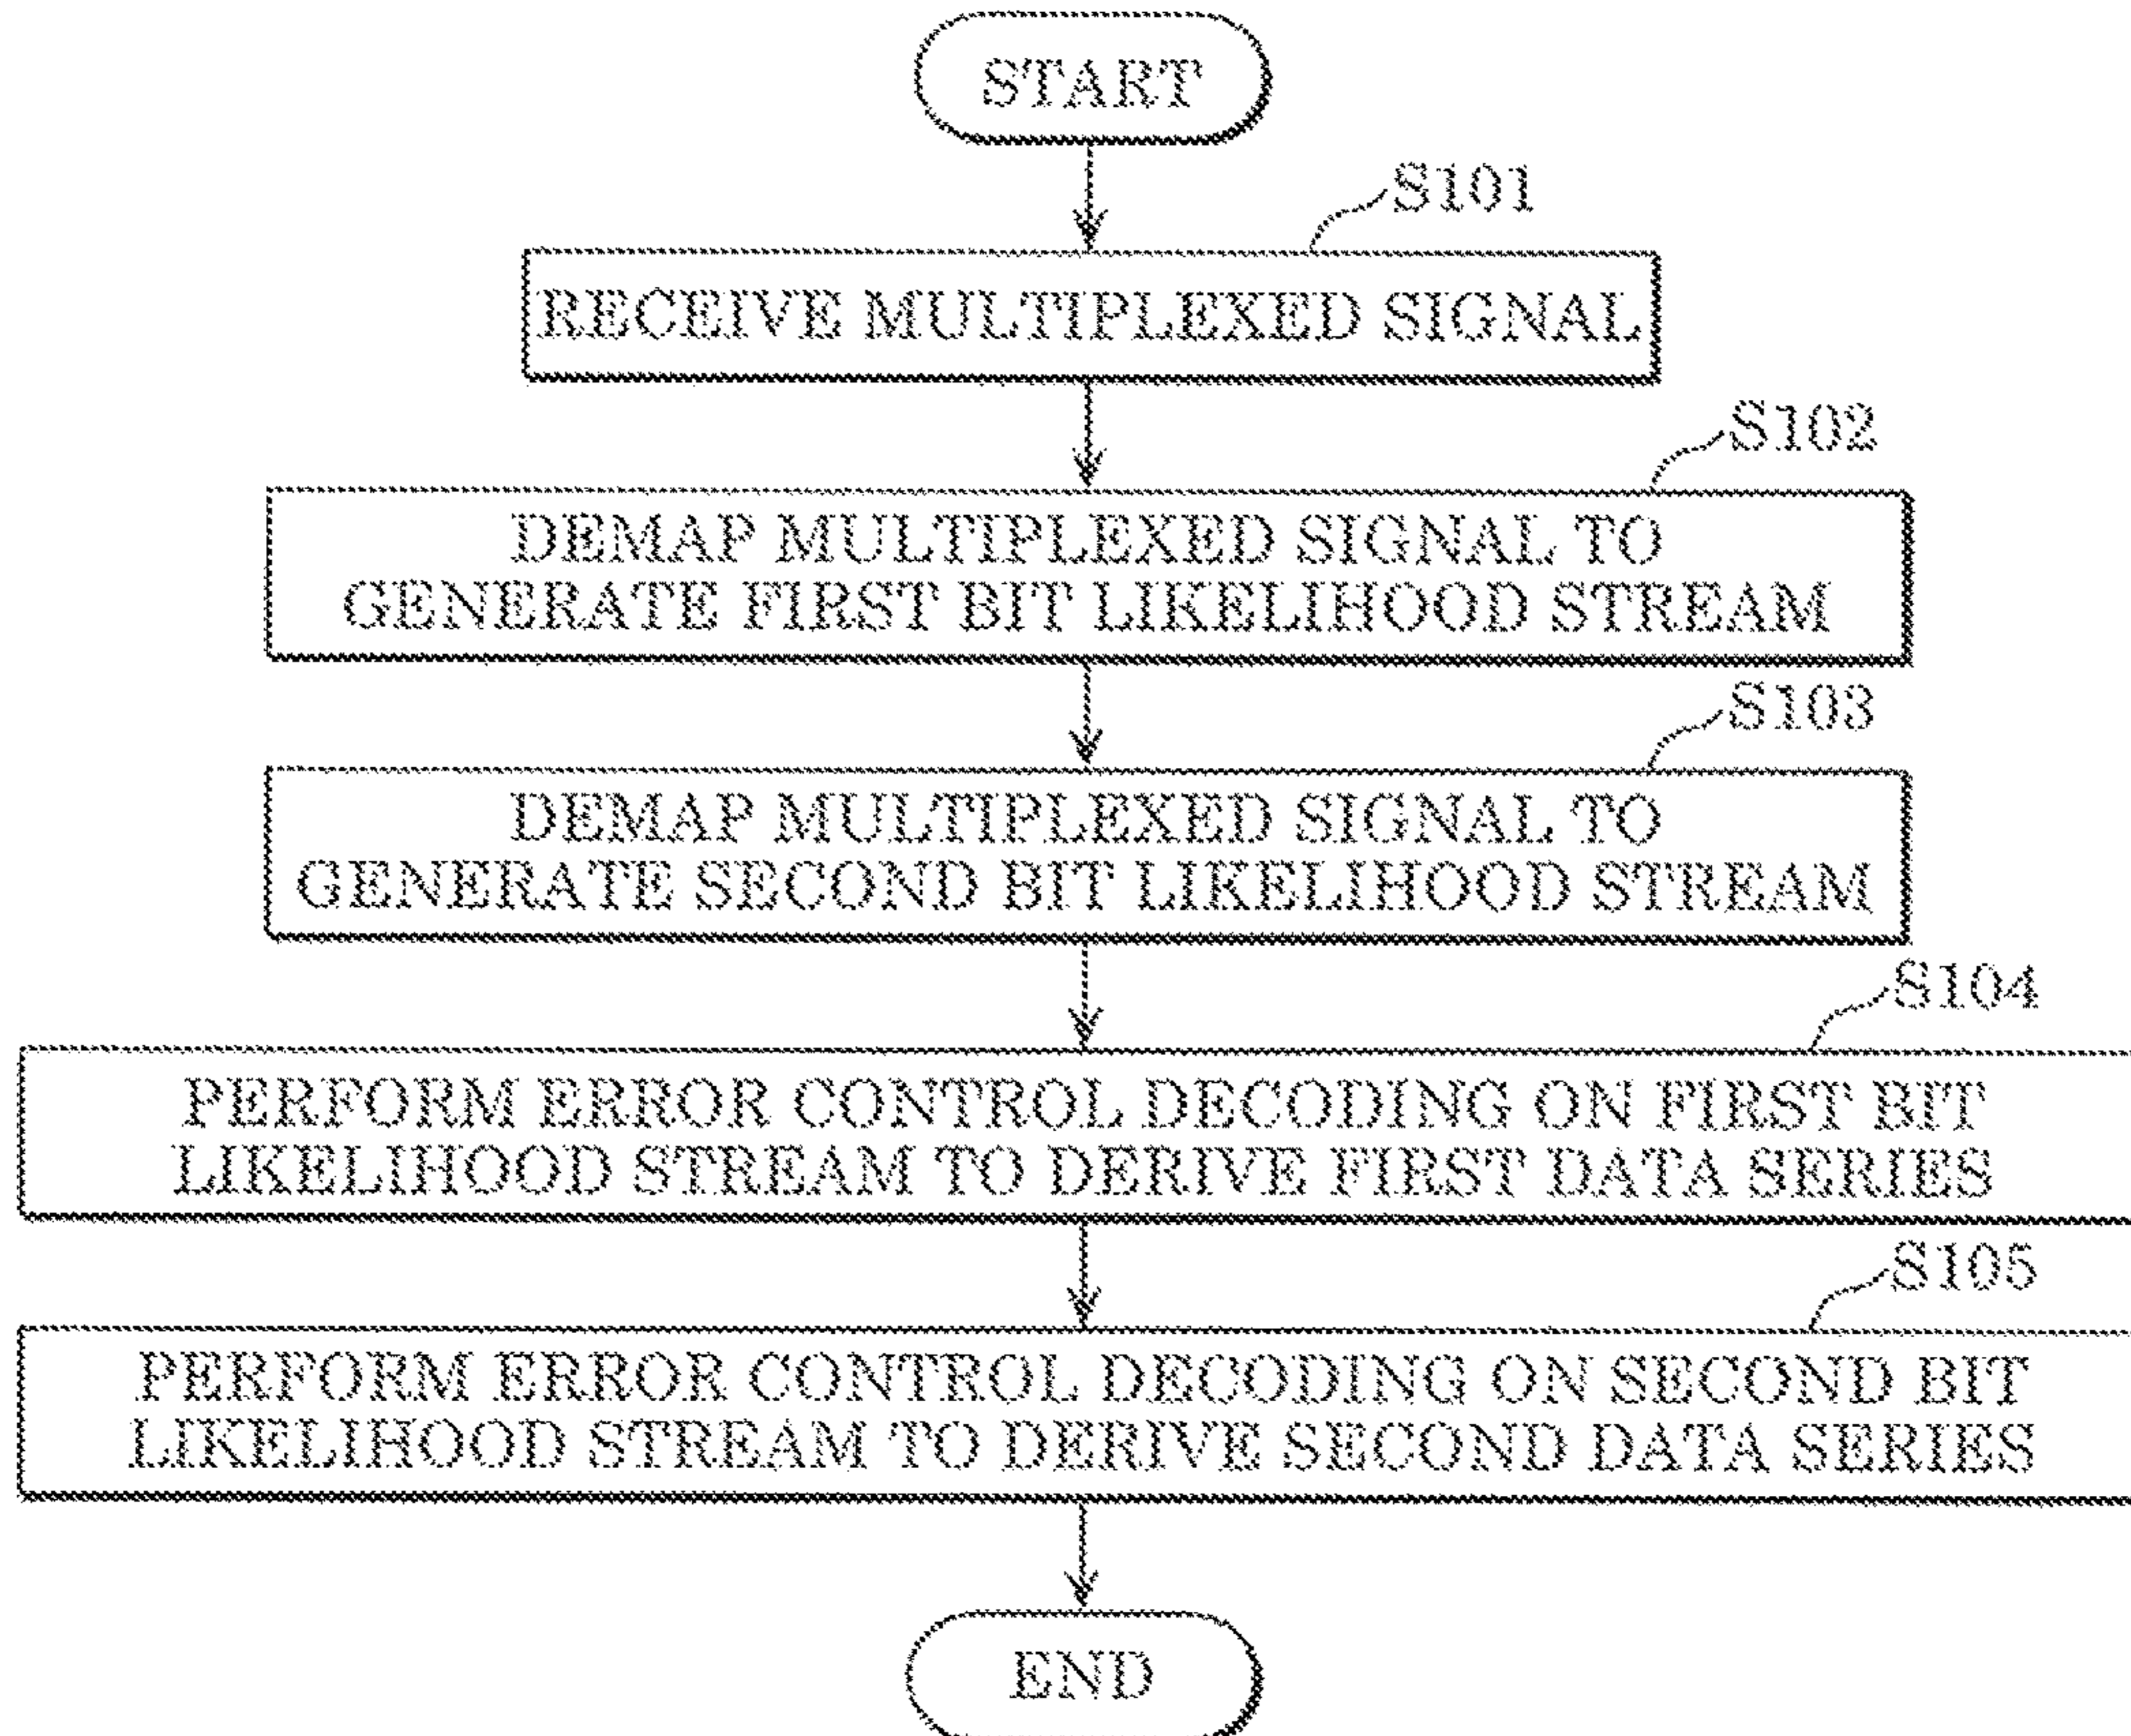 START
S101
RECEIVE MULTIPLEXED SIGNAL
S102
DEMAP MULTIPLEXED SIGNAL TO
GENERATE FIRST BIT LIKELIHOOD STREAM
S103
DEMAP MULTIPLEXED SIGNAL TO
GENERATE SECOND BIT LIKELIHOOD STREAM
S104
PERFORM ERROR CONTROL DECODING ON FIRST BIT
LIKELIHOOD STREAM TO DERIVE FIRST DATA SERIES
S105
PERFORM ERROR CONTROL DECODING ON SECOND BIT
LIKELIHOOD STREAM TO DERIVE SECOND DATA SERIES
END